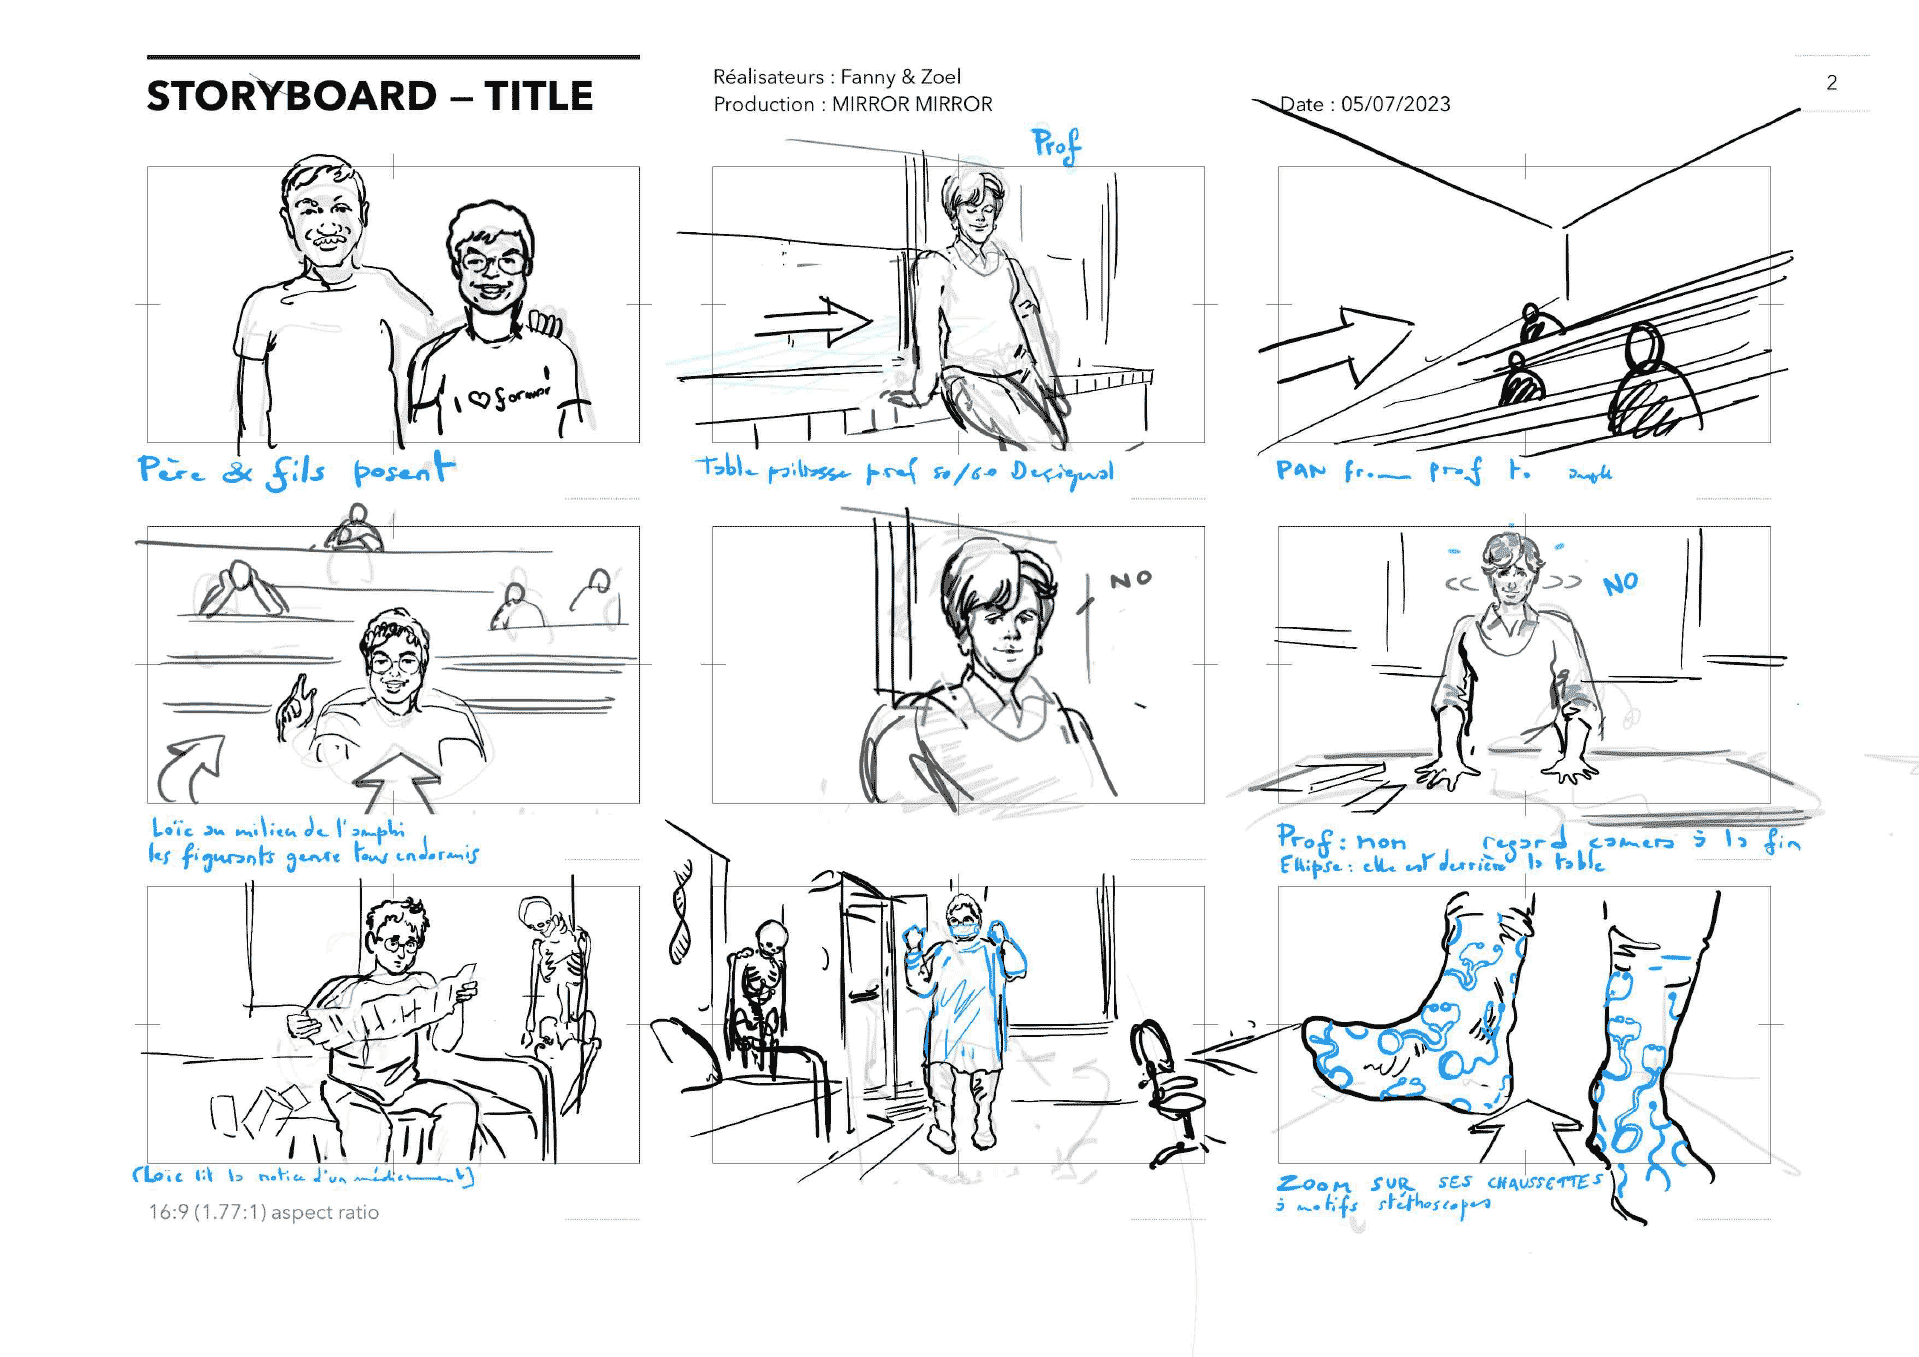 STORYBOARD – TITLE
Réalisateurs : Fanny & Zoel
Production : MIRROR MIRROR
Date : 05/07/2023
2
Prof
I ♡
Père & fils posent
Table paillasse prof 50/60 Desigual
PAN from prof to amphi
NO
NO
Loïc au milieu de l'amphi
les figurants genre tous endormis
Prof : non regard camera à la fin
Ellipse : elle est derrière la table
(Loïc lit la notice d'un médicament)
ZOOM SUR SES CHAUSSETTES
à motifs stéthoscopes
16:9 (1.77:1) aspect ratio